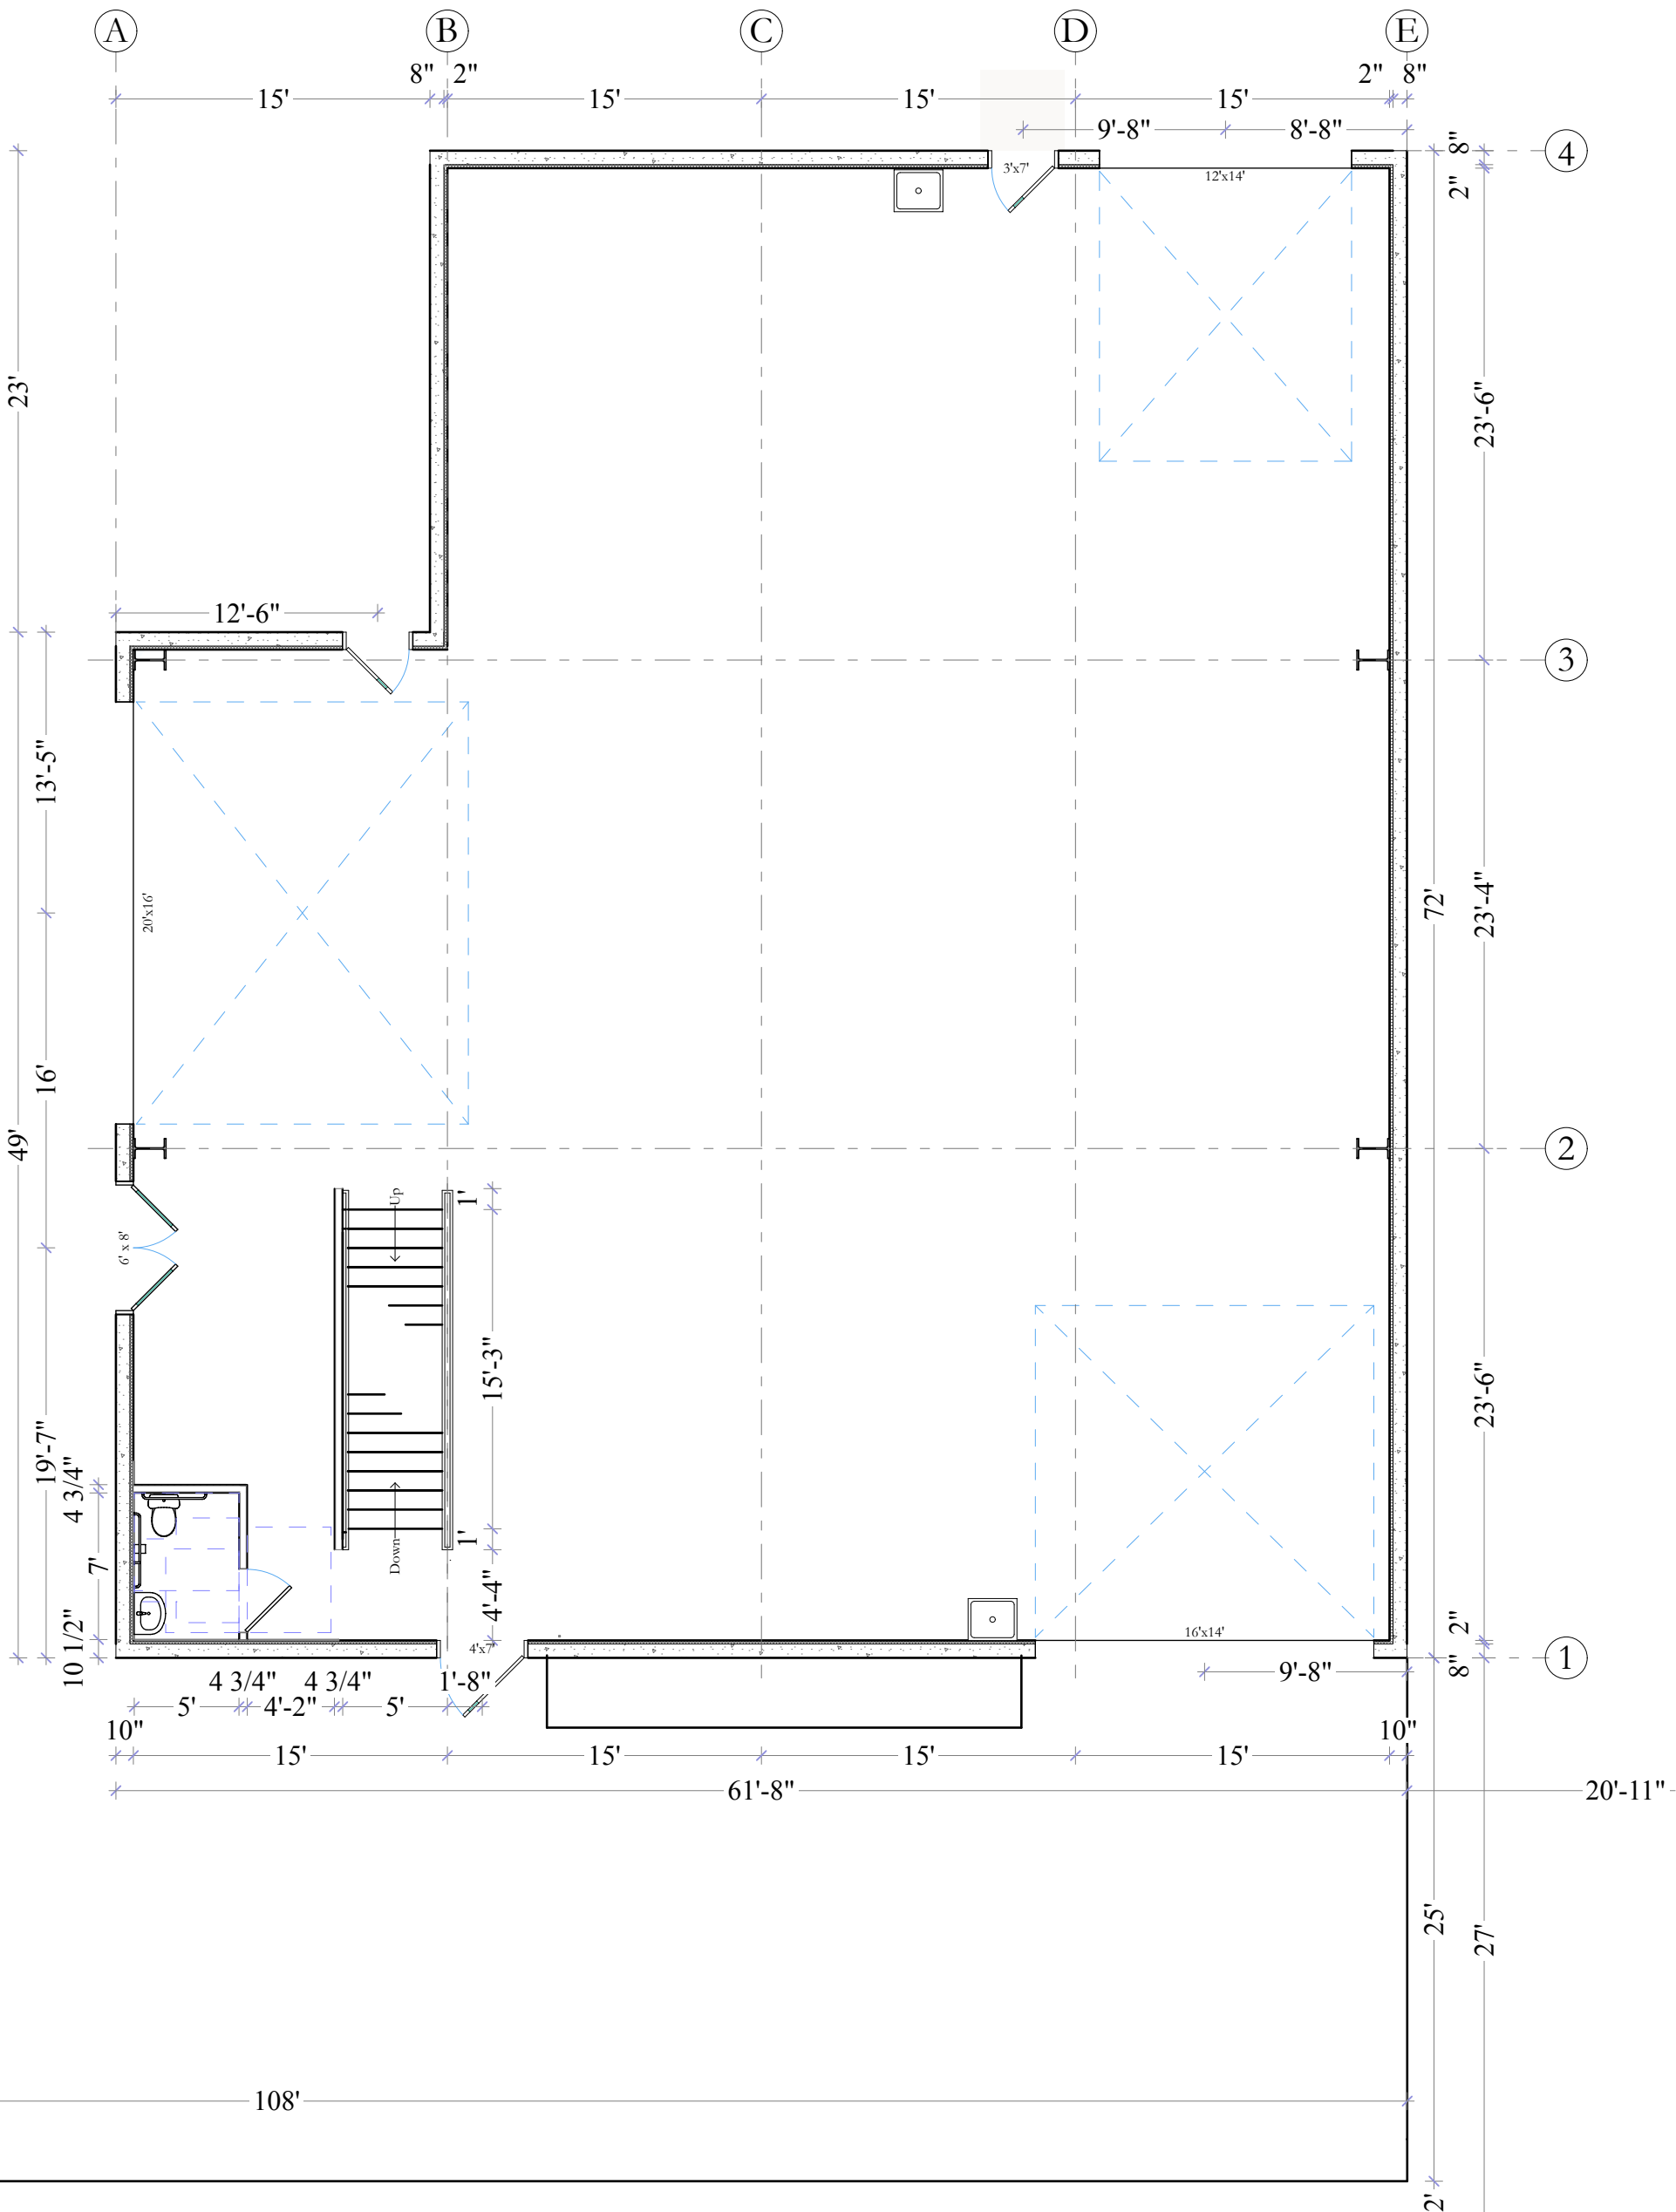 A B C D E
8" 2" 2" 8"
15' 15' 15' 15'
9'-8" 8'-8"
8" 4
3'x7' 12'x14' 2"
23' 23'-6"
12'-6"
3
13'-5"
20'x16' 72' 23'-4"
16'
49' 2
Up 1'
6' x 8'
15'-3" 23'-6"
19'-7"
4 3/4"
Down 1'
7' 4'-4"
10 1/2" 4'x7' 16'x14' 2"
8" 1
4 3/4" 4 3/4" 1'-8" 9'-8"
5' 4'-2" 5'
10" 10"
15' 15' 15' 15'
61'-8" 20'-11"
25' 27'
108'
2'